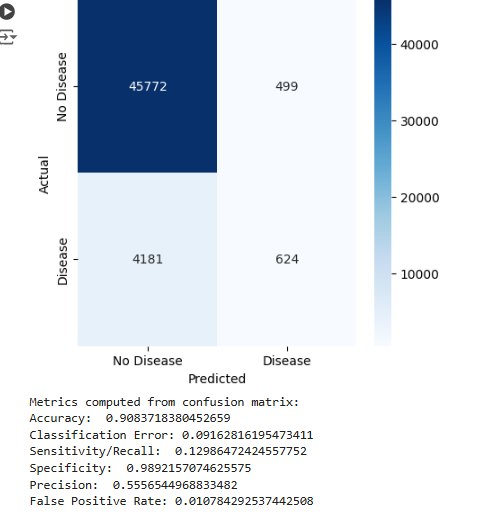 40000
45772
499
No Disease
30000
Actual
20000
4181
624
Disease
10000
No Disease
Disease
Predicted
Metrics computed from confusion matrix:
Accuracy:  0.9083718380452659
Classification Error: 0.09162816195473411
Sensitivity/Recall:  0.12986472424557752
Specificity:  0.9892157074625575
Precision:  0.5556544968833482
False Positive Rate: 0.010784292537442508